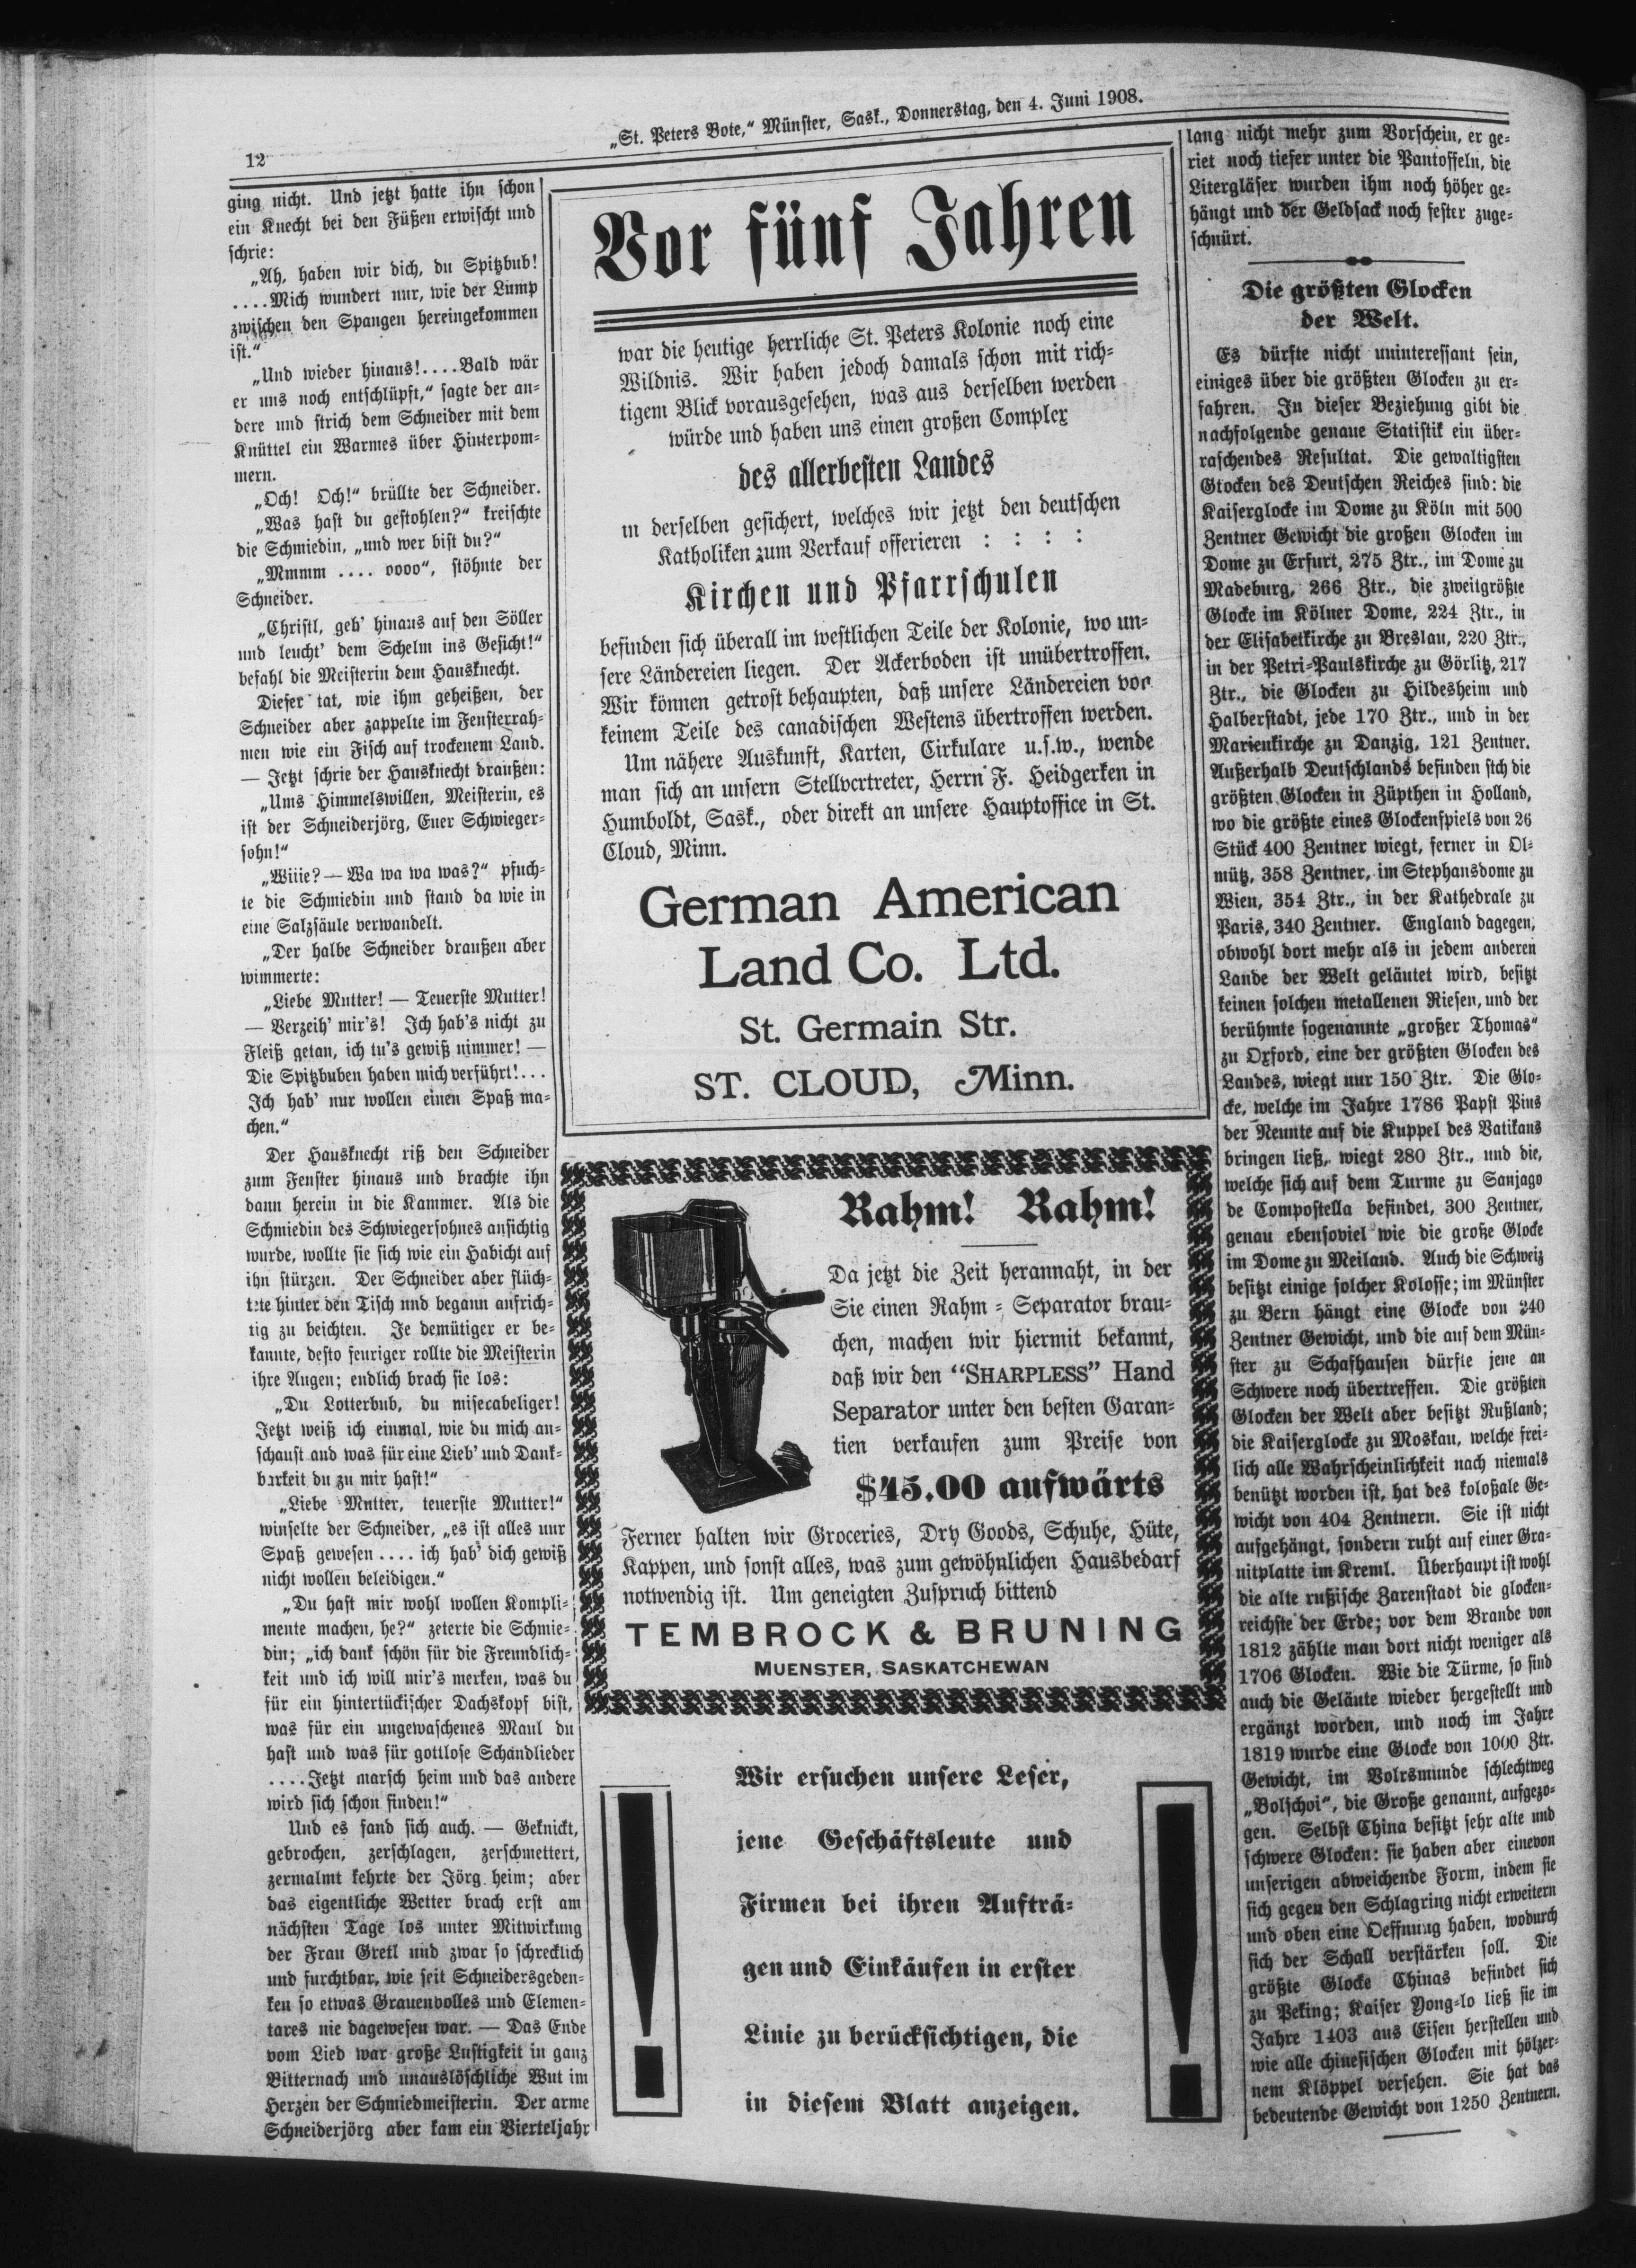 12
„St. Peters Bote,“ Münster, Sask., Donnerstag, den 4. Juni 1908.
ging nicht. Und jetzt hatte ihn schon
ein Knecht bei den Füßen erwischt und
schrie:
„Ah, haben wir dich, du Spitzbub!
....Mich wundert nur, wie der Lump
zwischen den Spangen hereingekommen
ist.“
„Und wieder hinaus!....Bald wär
er uns noch entschlüpft,“ sagte der an-
dere und strich dem Schneider mit dem
Knüttel ein Warmes über Hinterpom-
mern.
„Och! Och!“ brüllte der Schneider.
„Was hast du gestohlen?“ kreischte
die Schmiedin, „und wer bist du?“
„Mmmm .... oooo“, stöhnte der
Schneider.
„Christl, geh' hinaus auf den Söller
und leucht' dem Schelm ins Gesicht!“
befahl die Meisterin dem Hausknecht.
Dieser tat, wie ihm geheißen, der
Schneider aber zappelte im Fensterrah-
men wie ein Fisch auf trockenem Land.
— Jetzt schrie der Hausknecht draußen:
„Ums Himmelswillen, Meisterin, es
ist der Schneiderjörg, Euer Schwieger-
sohn!“
„Wiiie? — Wa wa wa was?“ pfuch-
te die Schmiedin und stand da wie in
eine Salzsäule verwandelt.
„Der halbe Schneider draußen aber
wimmerte:
„Liebe Mutter! — Teuerste Mutter!
— Verzeih' mir's! Ich hab's nicht zu
Fleiß getan, ich tu's gewiß nimmer! —
Die Spitzbuben haben mich verführt!...
Ich hab' nur wollen einen Spaß ma-
chen.“
Der Hausknecht riß den Schneider
zum Fenster hinaus und brachte ihn
dann herein in die Kammer. Als die
Schmiedin des Schwiegersohnes ansichtig
wurde, wollte sie sich wie ein Habicht auf
ihn stürzen. Der Schneider aber flüch-
tete hinter den Tisch und begann aufrich-
tig zu beichten. Je demütiger er be-
kannte, desto feuriger rollte die Meisterin
ihre Augen; endlich brach sie los:
„Du Lotterbub, du miserabeliger!
Jetzt weiß ich einmal, wie du mich an-
schaust und was für eine Lieb' und Dank-
barkeit du zu mir hast!“
„Liebe Mutter, teuerste Mutter!“
winselte der Schneider, „es ist alles nur
Spaß gewesen .... ich hab' dich gewiß
nicht wollen beleidigen.“
„Du hast mir wohl wollen Kompli-
mente machen, he?“ zeterte die Schmie-
din; „ich dank schön für die Freundlich-
keit und ich will mir's merken, was du
für ein hintertückischer Dachskopf bist,
was für ein ungewaschenes Maul du
hast und was für gottlose Schandlieder
....Jetzt marsch heim und das andere
wird sich schon finden!“
Und es fand sich auch. — Geknickt,
gebrochen, zerschlagen, zerschmettert,
zermalmt kehrte der Jörg heim; aber
das eigentliche Wetter brach erst am
nächsten Tage los unter Mitwirkung
der Frau Gretl und zwar so schrecklich
und furchtbar, wie seit Schneidersgeden-
ken so etwas Grauenvolles und Elemen-
tares nie dagewesen war. — Das Ende
vom Lied war große Lustigkeit in ganz
Bitternach und unauslöschliche Wut im
Herzen der Schmiedmeisterin. Der arme
Schneiderjörg aber kam ein Vierteljahr
Vor fünf Jahren
war die heutige herrliche St. Peters Kolonie noch eine
Wildnis. Wir haben jedoch damals schon mit rich-
tigem Blick vorausgesehen, was aus derselben werden
würde und haben uns einen großen Complex
des allerbesten Landes
in derselben gesichert, welches wir jetzt den deutschen
Katholiken zum Verkauf offerieren : : : :
Kirchen und Pfarrschulen
befinden sich überall im westlichen Teile der Kolonie, wo un-
sere Ländereien liegen. Der Ackerboden ist unübertroffen.
Wir können getrost behaupten, daß unsere Ländereien von
keinem Teile des canadischen Westens übertroffen werden.
Um nähere Auskunft, Karten, Cirkulare u.s.w., wende
man sich an unsern Stellvertreter, Herrn F. Heidgerken in
Humboldt, Sask., oder direkt an unsere Hauptoffice in St.
Cloud, Minn.
German American
Land Co. Ltd.
St. Germain Str.
ST. CLOUD, Minn.
Rahm! Rahm!
Da jetzt die Zeit herannaht, in der
Sie einen Rahm = Separator brau-
chen, machen wir hiermit bekannt,
daß wir den “SHARPLESS” Hand
Separator unter den besten Garan-
tien verkaufen zum Preise von
$45.00 aufwärts
Ferner halten wir Groceries, Dry Goods, Schuhe, Hüte,
Kappen, und sonst alles, was zum gewöhnlichen Hausbedarf
notwendig ist. Um geneigten Zuspruch bittend
TEMBROCK & BRUNING
MUENSTER, SASKATCHEWAN
! Wir ersuchen unsere Leser, !
jene Geschäftsleute und
Firmen bei ihren Aufträ-
gen und Einkäufen in erster
Linie zu berücksichtigen, die
in diesem Blatt anzeigen.
lang nicht mehr zum Vorschein, er ge-
riet noch tiefer unter die Pantoffeln, die
Litergläser wurden ihm noch höher ge-
hängt und der Geldsack noch fester zuge-
schnürt.
Die größten Glocken
der Welt.
Es dürfte nicht uninteressant sein,
einiges über die größten Glocken zu er-
fahren. In dieser Beziehung gibt die
nachfolgende genaue Statistik ein über-
raschendes Resultat. Die gewaltigsten
Gtocken des Deutschen Reiches sind: die
Kaiserglocke im Dome zu Köln mit 500
Zentner Gewicht die großen Glocken im
Dome zu Erfurt, 275 Ztr., im Dome zu
Madeburg, 266 Ztr., die zweitgrößte
Glocke im Kölner Dome, 224 Ztr., in
der Elisabetkirche zu Breslau, 220 Ztr.,
in der Petri-Paulskirche zu Görlitz, 217
Ztr., die Glocken zu Hildesheim und
Halberstadt, jede 170 Ztr., und in der
Marienkirche zu Danzig, 121 Zentner.
Außerhalb Deutschlands befinden stch die
größten Glocken in Züpthen in Holland,
wo die größte eines Glockenspiels von 26
Stück 400 Zentner wiegt, ferner in Ol-
mütz, 358 Zentner, im Stephansdome zu
Wien, 354 Ztr., in der Kathedrale zu
Paris, 340 Zentner. England dagegen,
obwohl dort mehr als in jedem anderen
Lande der Welt geläutet wird, besitzt
keinen solchen metallenen Riesen, und der
berühmte sogenannte „großer Thomas“
zu Oxford, eine der größten Glocken des
Landes, wiegt nur 150 Ztr. Die Glo-
cke, welche im Jahre 1786 Papst Pius
der Neunte auf die Kuppel des Vatikans
bringen ließ, wiegt 280 Ztr., und die,
welche sich auf dem Turme zu Sanjago
de Compostella befindet, 300 Zentner,
genau ebensoviel wie die große Glocke
im Dome zu Meiland. Auch die Schweiz
besitzt einige solcher Kolosse; im Münster
zu Bern hängt eine Glocke von 240
Zentner Gewicht, und die auf dem Mün-
ster zu Schafhausen dürfte jene an
Schwere noch übertreffen. Die größten
Glocken der Welt aber besitzt Rußland;
die Kaiserglocke zu Moskau, welche frei-
lich alle Wahrscheinlichkeit nach niemals
benützt worden ist, hat des koloßale Ge-
wicht von 404 Zentnern. Sie ist nicht
aufgehängt, sondern ruht auf einer Gra-
nitplatte im Kreml. Überhaupt ist wohl
die alte rußische Zarenstadt die glocken-
reichste der Erde; vor dem Brande von
1812 zählte man dort nicht weniger als
1706 Glocken. Wie die Türme, so sind
auch die Geläute wieder hergestellt und
ergänzt worden, und noch im Jahre
1819 wurde eine Glocke von 1000 Ztr.
Gewicht, im Volrsmunde schlechtweg
„Bolschoi“, die Große genannt, aufgezo-
gen. Selbst China besitzt sehr alte und
schwere Glocken: sie haben aber einevon
unserigen abweichende Form, indem sie
sich gegen den Schlagring nicht erweitern
und oben eine Oeffnung haben, wodurch
sich der Schall verstärken soll. Die
größte Glocke Chinas befindet sich
zu Peking; Kaiser Yong-lo ließ sie im
Jahre 1403 aus Eisen herstellen und
wie alle chinesischen Glocken mit hölzer-
nem Klöppel versehen. Sie hat das
bedeutende Gewicht von 1250 Zentnern.